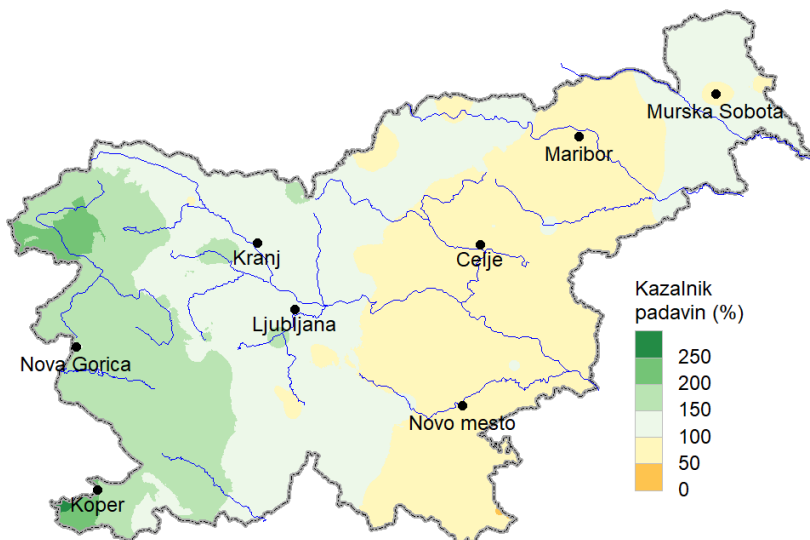 Murska Sobota
Maribor
Kranj
Celje
Kazalnik
padavin (%)
Ljubljana
250
Nova Gorica
200
150
100
Novo mesto
50
0
Koper